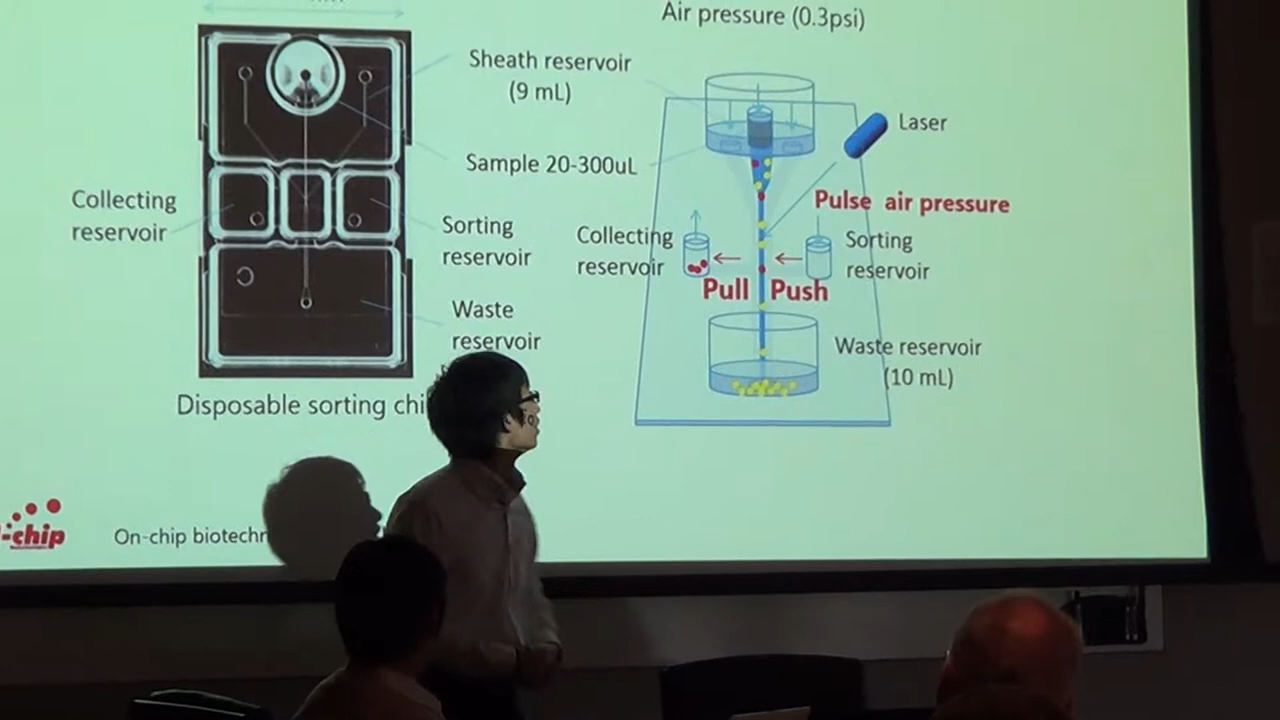 Air pressure (0.3psi)
Sheath reservoir
(9 mL)
Laser
Sample 20-300uL
Collecting
reservoir
Pulse air pressure
Sorting
reservoir
Collecting
reservoir
Sorting
reservoir
Pull
Push
Waste
reservoir
Waste reservoir
(10 mL)
Disposable sorting chi
-chip
On-chip biotechn